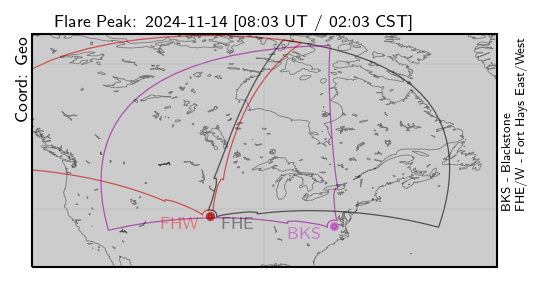 Flare Peak: 2024-11-14 [08:03 UT / 02:03 CST]
Coord: Geo
FHW
FHE
BKS
BKS - Blackstone
FHE/W - Fort Hays East/West